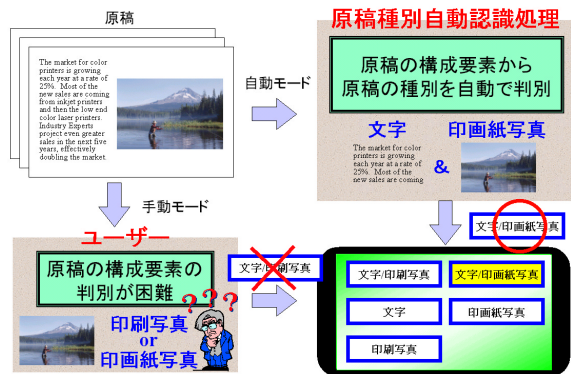 原稿
The market for color
printers is growing
each year at a rate of
25%. Most of the
new sales are coming
from inkjet printers
and then the low end
color laser printers.
Industry Experts
project even greater
sales in the next five
years, effectively
doubling the market.
自動モード
原稿種別自動認識処理
原稿の構成要素から
原稿の種別を自動で判別
文字
印画紙写真
The market for color
printers is growing
each year at a rate of
25%. Most of the
new sales are coming
&
手動モード
ユーザー
原稿の構成要素の
判別が困難
???
印刷写真
or
印画紙写真
文字/印刷写真
文字/印画紙写真
文字/印刷写真
文字/印画紙写真
文字
印画紙写真
印刷写真